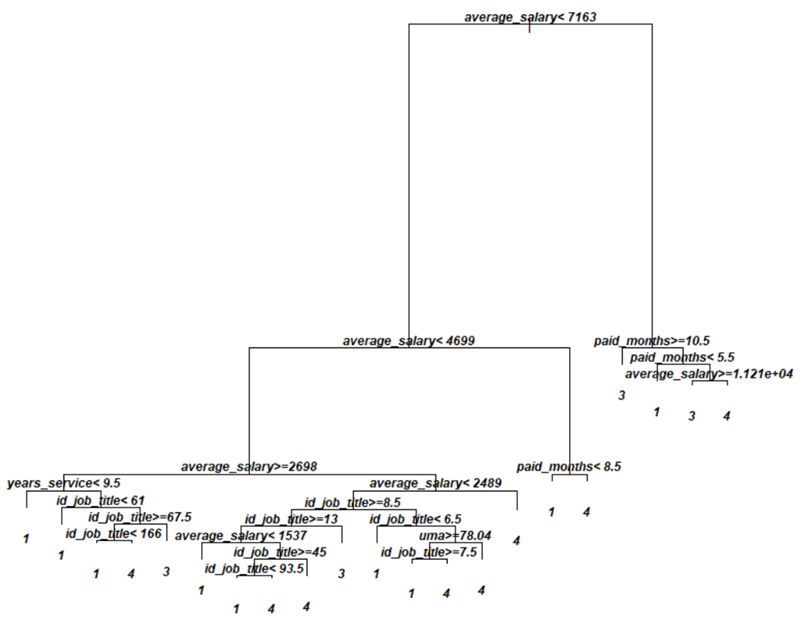 average_salary< 7163
average_salary< 4699
paid_months>=10.5
paid_months< 5.5
average_salary>=1.121e+04
3
1
3
4
average_salary>=2698
paid_months< 8.5
years_service< 9.5
average_salary< 2489
id_job_title< 61
id_job_title>=8.5
id_job_title>=67.5
id_job_title>=13
id_job_title< 6.5
1
4
id_job_title< 166
average_salary< 1537
uma>=78.04
1
4
id_job_title>=45
id_job_title>=7.5
1
id_job_title< 93.5
1
4
3
3
1
1
1
4
4
1
4
4